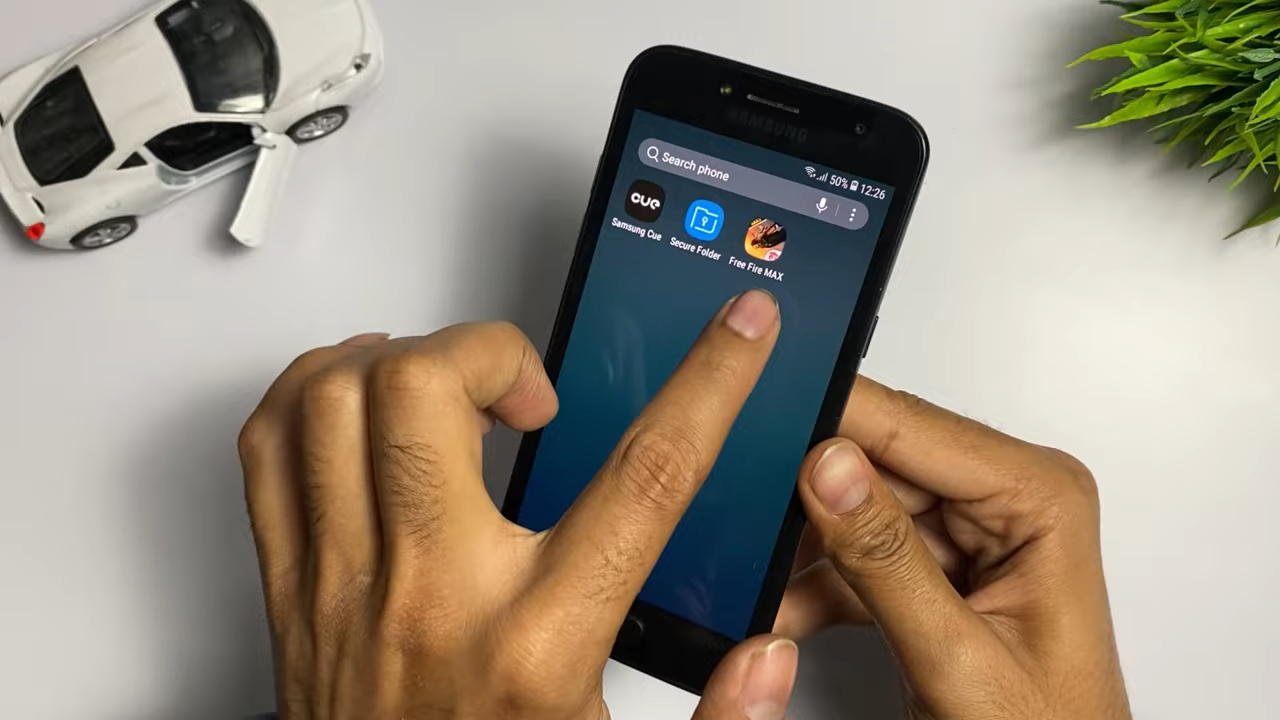 SAMSUNG
50% 12:26
Search phone
cue
Samsung Cue
Secure Folder
Free Fire MAX